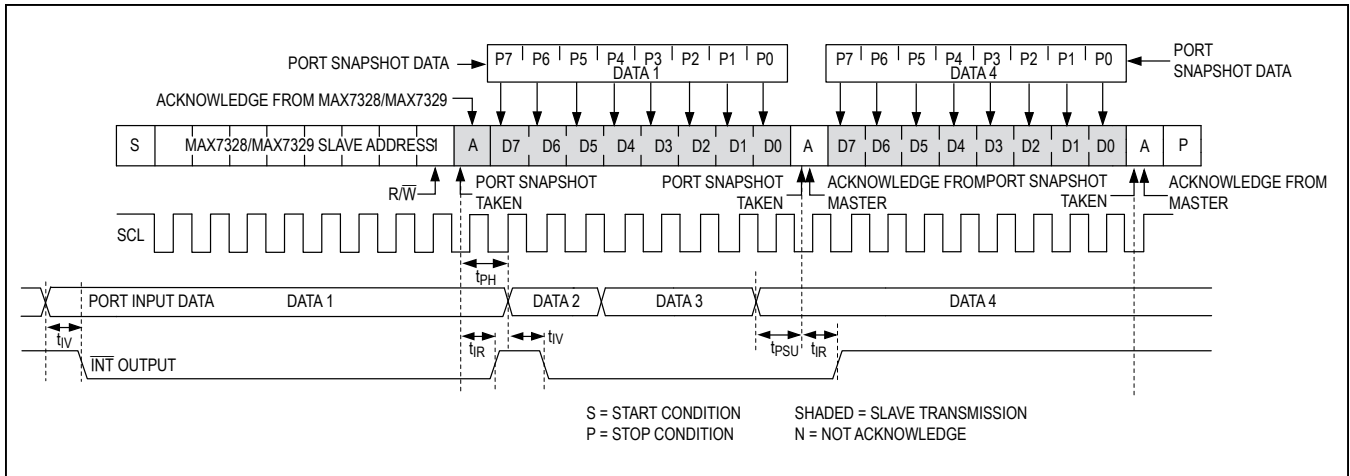 PORT SNAPSHOT DATA
P7 P6 P5 P4 P3 P2 P1 P0
DATA 1
P7 P6 P5 P4 P3 P2 P1 P0
DATA 4
PORT
SNAPSHOT DATA
ACKNOWLEDGE FROM MAX7328/MAX7329
S MAX7328/MAX7329 SLAVE ADDRESS 1 A D7 D6 D5 D4 D3 D2 D1 D0 A D7 D6 D5 D4 D3 D2 D1 D0 A P
R/W̅
PORT SNAPSHOT
TAKEN
PORT SNAPSHOT
TAKEN
ACKNOWLEDGE FROM
MASTER
PORT SNAPSHOT
TAKEN
ACKNOWLEDGE FROM
MASTER
SCL
tPH
PORT INPUT DATA DATA 1 DATA 2 DATA 3 DATA 4
tIV tIR tIV tPSU tIR
I̅N̅T̅ OUTPUT
S = START CONDITION SHADED = SLAVE TRANSMISSION
P = STOP CONDITION N = NOT ACKNOWLEDGE